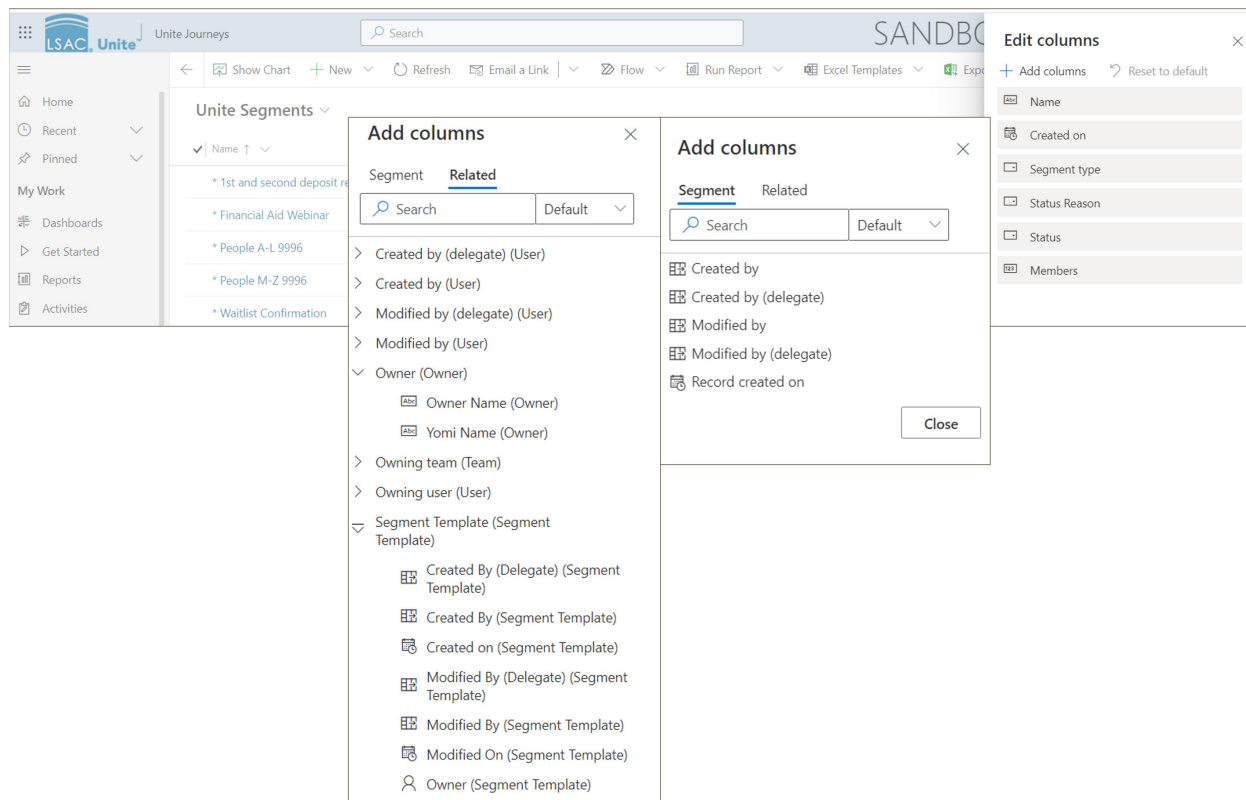 LSAC Unite
Unite Journeys
Search
SANDBO
Show Chart
New
Refresh
Email a Link
Flow
Run Report
Excel Templates
Expo
Home
Recent
Pinned
My Work
Dashboards
Get Started
Reports
Activities
Unite Segments
Name ↑
* 1st and second deposit re
* Financial Aid Webinar
* People A-L 9996
* People M-Z 9996
* Waitlist Confirmation
Add columns
Segment Related
Search Default
Created by (delegate) (User)
Created by (User)
Modified by (delegate) (User)
Modified by (User)
Owner (Owner)
Abc Owner Name (Owner)
Abc Yomi Name (Owner)
Owning team (Team)
Owning user (User)
Segment Template (Segment
Template)
Created By (Delegate) (Segment
Template)
Created By (Segment Template)
Created on (Segment Template)
Modified By (Delegate) (Segment
Template)
Modified By (Segment Template)
Modified On (Segment Template)
Owner (Segment Template)
Add columns
Segment Related
Search Default
Created by
Created by (delegate)
Modified by
Modified by (delegate)
Record created on
Close
Edit columns
Add columns Reset to default
Abc Name
Created on
Segment type
Status Reason
Status
123 Members